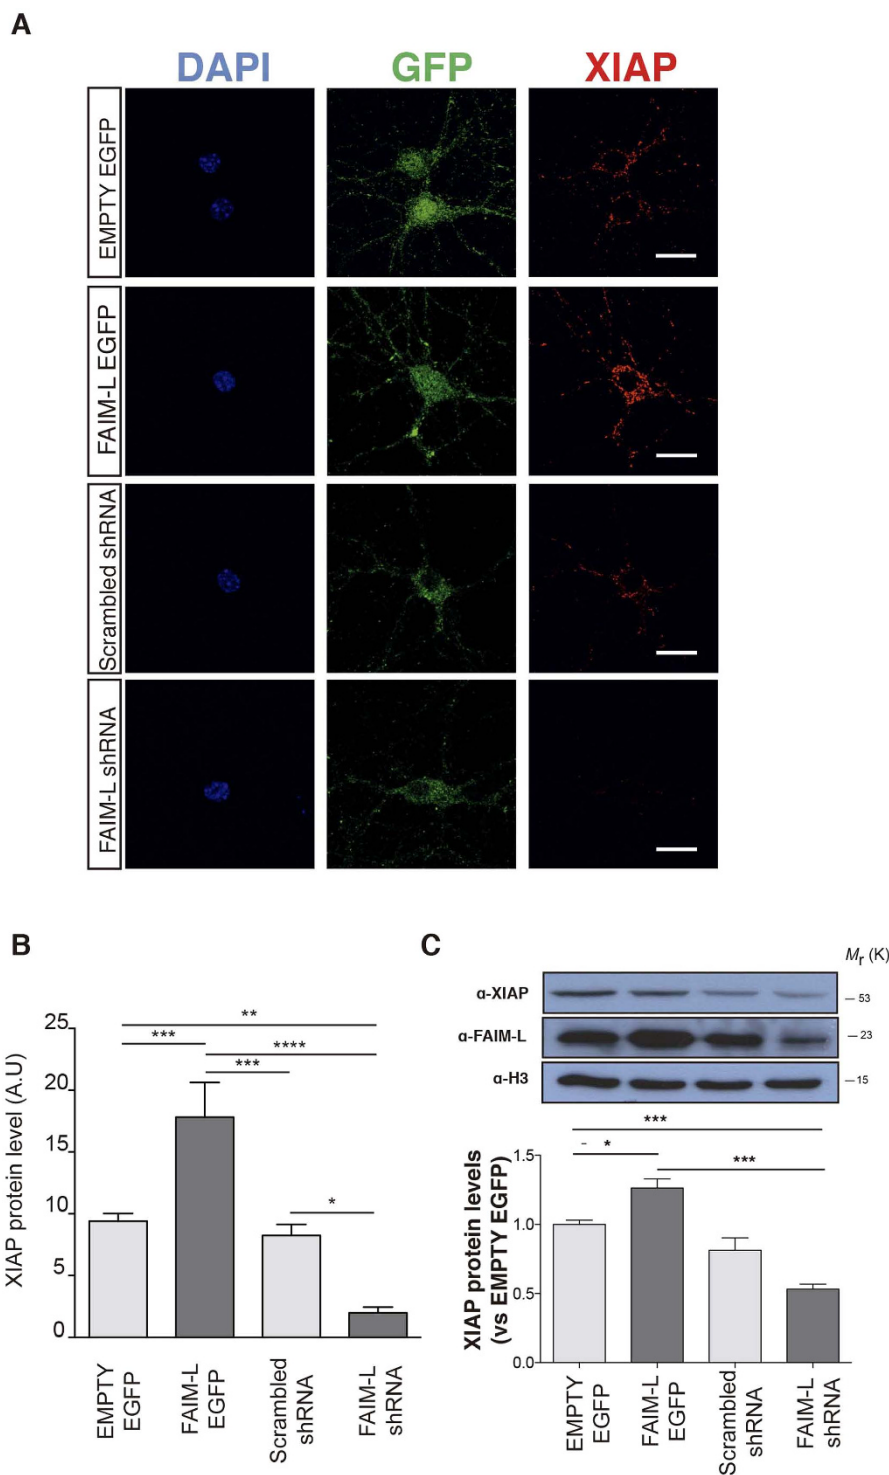 A
DAPI GFP XIAP
EMPTY EGFP
FAIM-L EGFP
Scrambled shRNA
FAIM-L shRNA
B
XIAP protein level (A.U)
25
20
15
10
5
0
**
***
****
***
*
EMPTY
EGFP
FAIM-L
EGFP
Scrambled
shRNA
FAIM-L
shRNA
C
Mr (K)
α-XIAP
53
α-FAIM-L
23
α-H3
15
XIAP protein levels
(vs EMPTY EGFP)
1.5
1.0
0.5
0.0
***
*
***
EMPTY
EGFP
FAIM-L
EGFP
Scrambled
shRNA
FAIM-L
shRNA